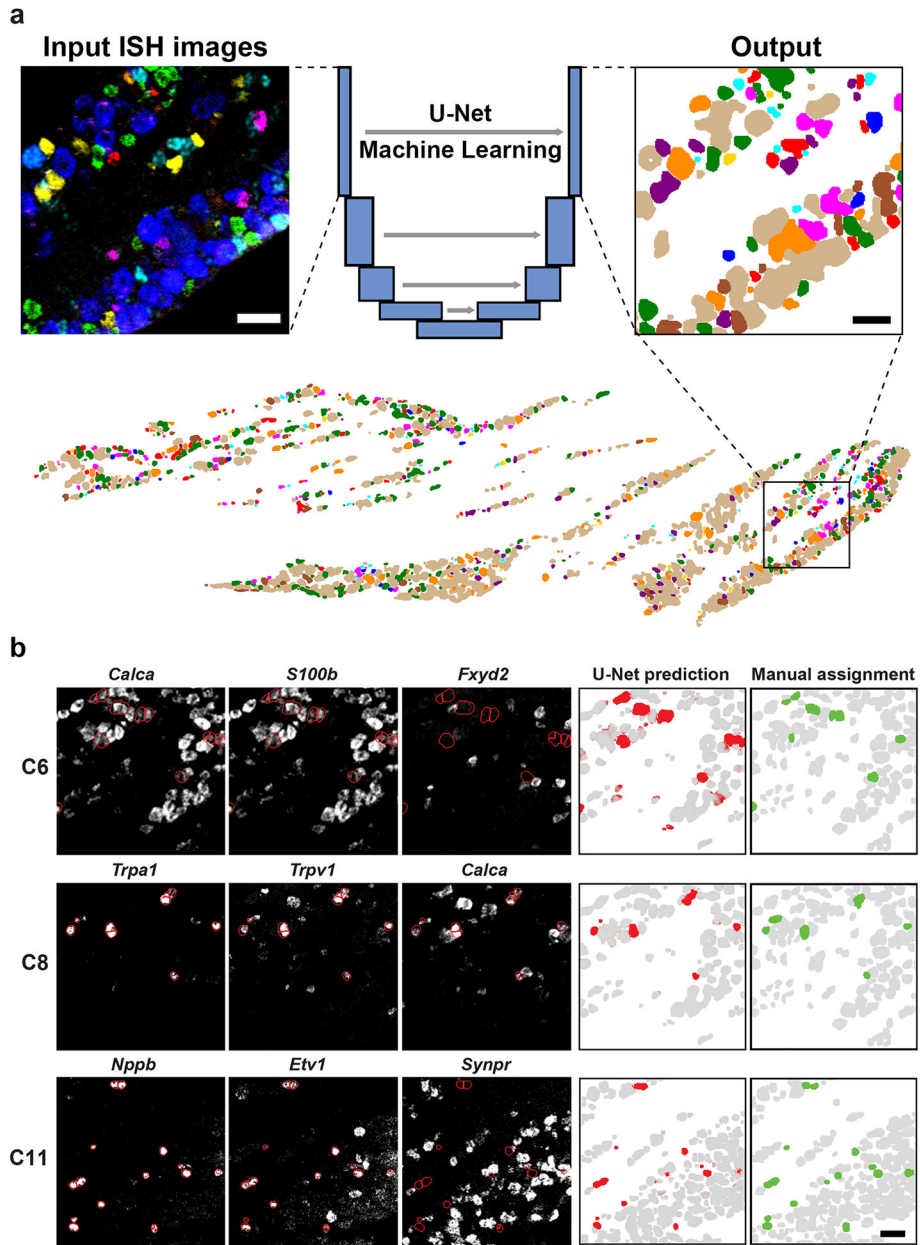 a
Input ISH images
Output
U-Net
Machine Learning
b
Calca
S100b
Fxyd2
U-Net prediction
Manual assignment
C6
Trpa1
Trpv1
Calca
C8
Nppb
Etv1
Synpr
C11